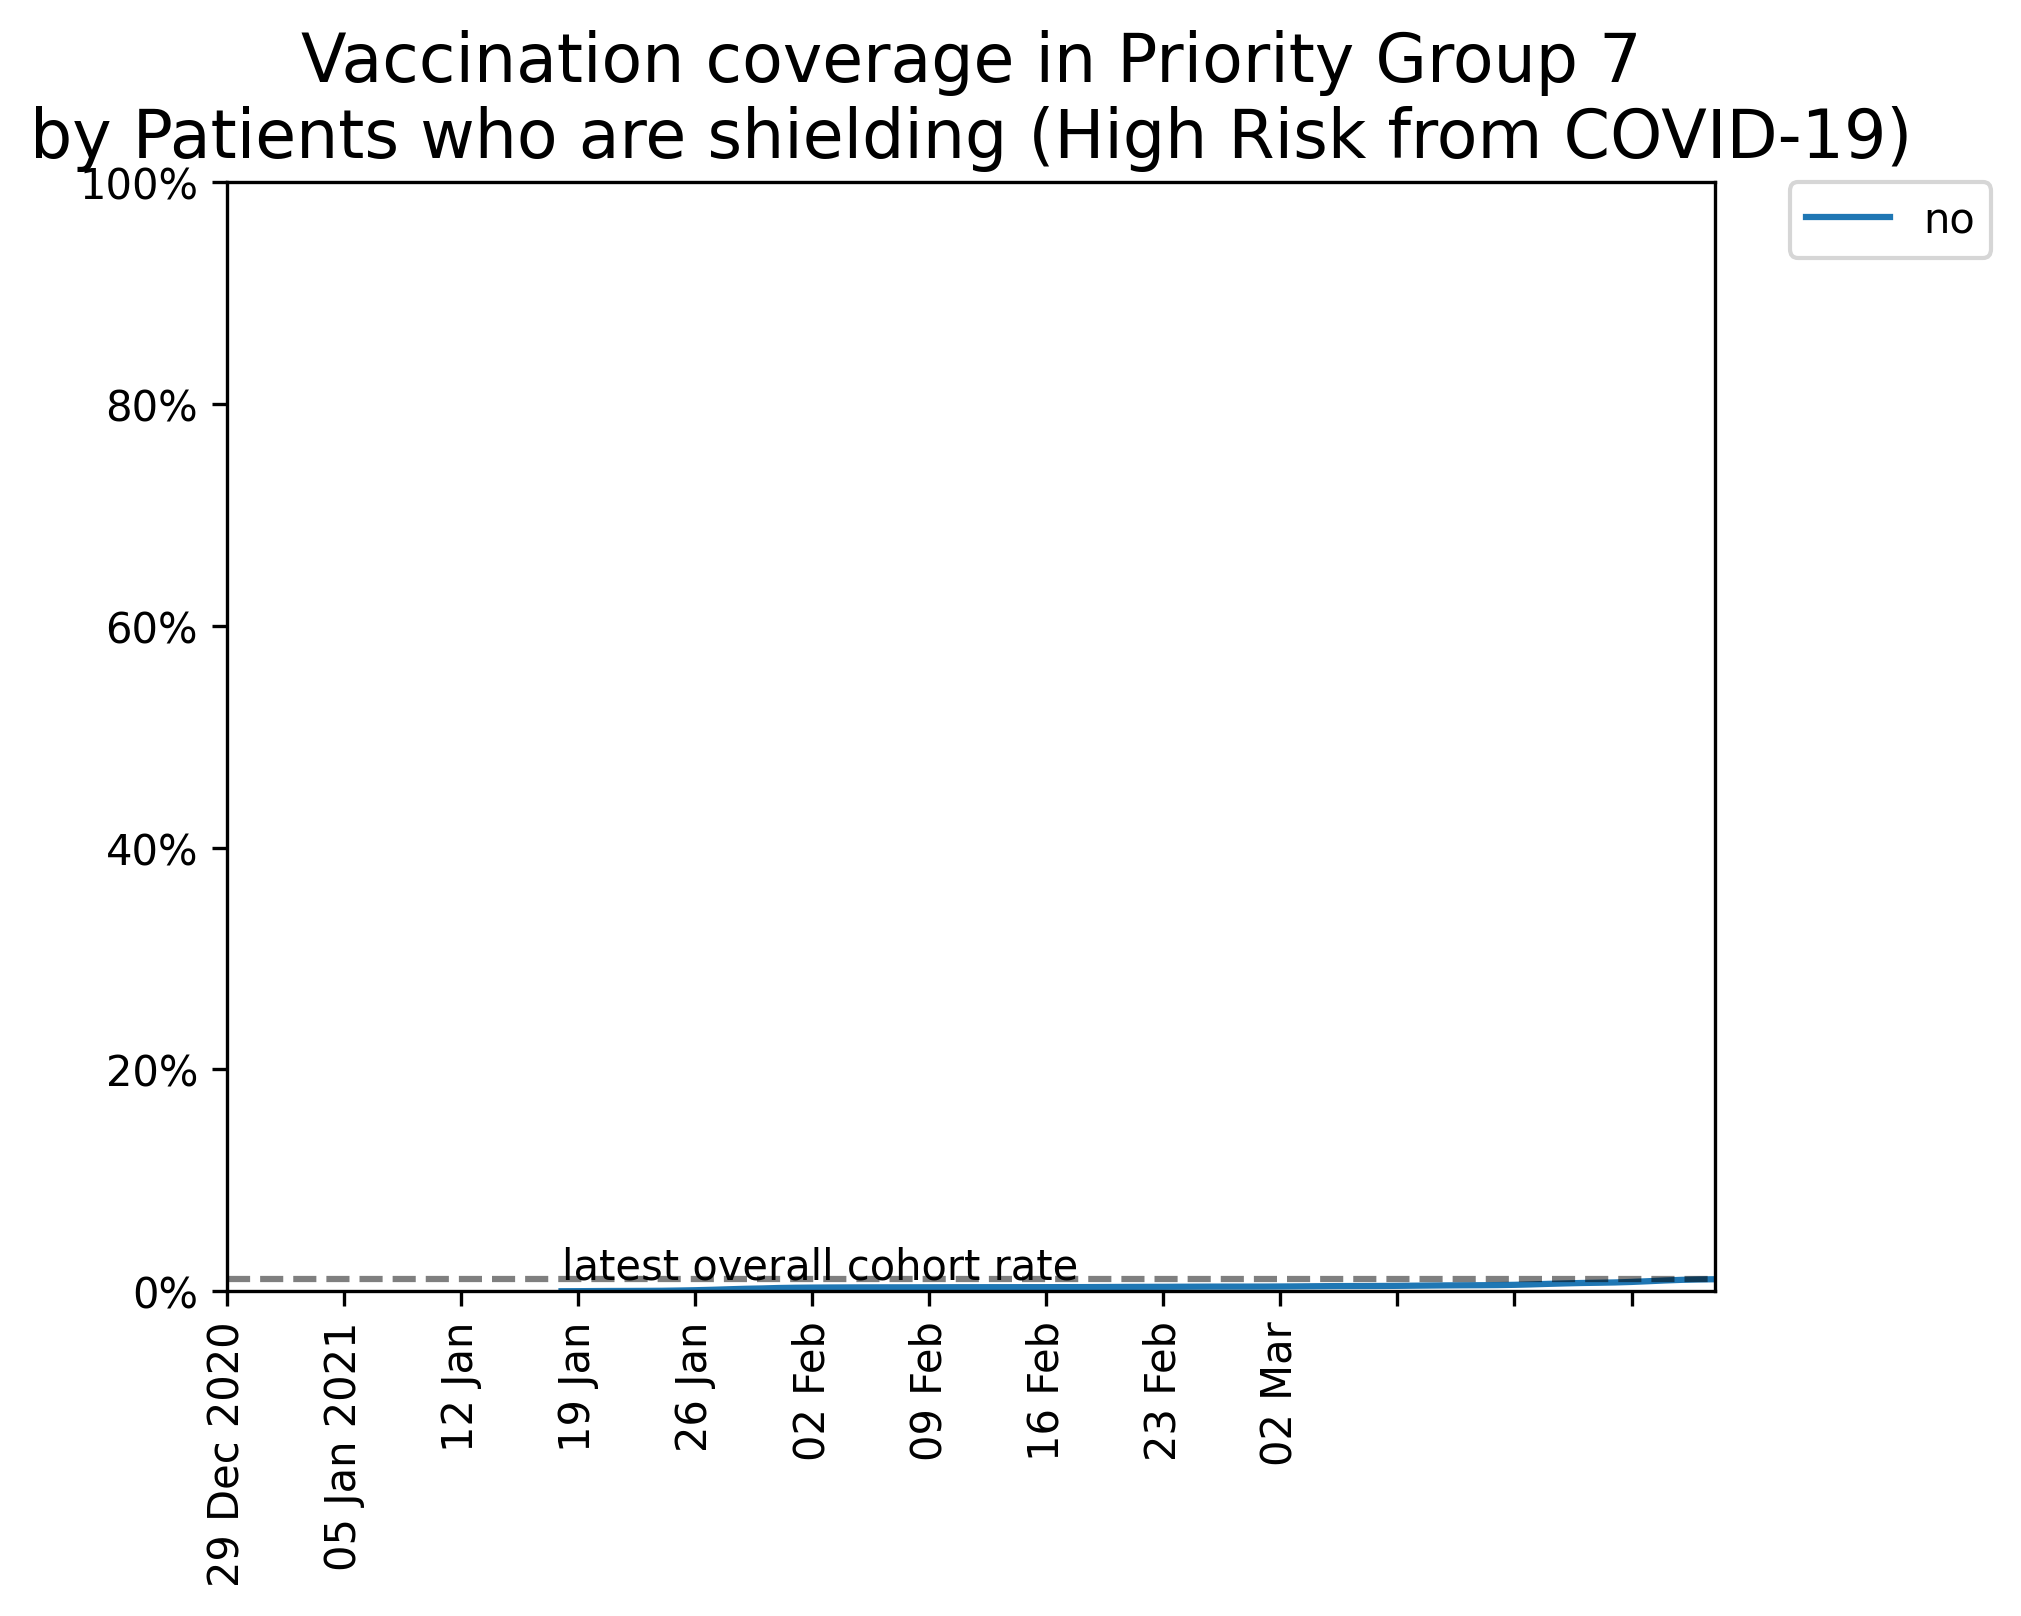 Vaccination coverage in Priority Group 7
by Patients who are shielding (High Risk from COVID-19)
100%
80%
60%
40%
20%
0%
no
latest overall cohort rate
29 Dec 2020
05 Jan 2021
12 Jan
19 Jan
26 Jan
02 Feb
09 Feb
16 Feb
23 Feb
02 Mar